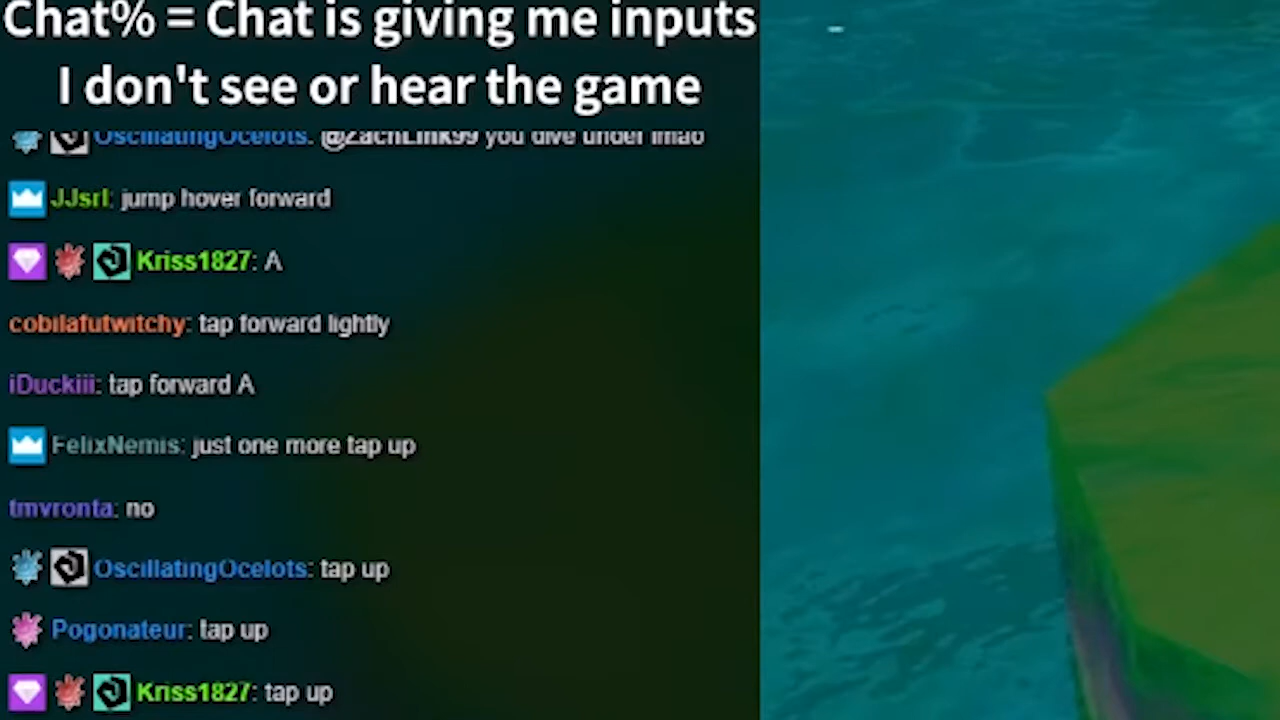 Chat% = Chat is giving me inputs
I don't see or hear the game
OscillatingOcelots: @ZachLink99 you dive under lmao
JJsrl: jump hover forward
Kriss1827: A
cobilafutwitchy: tap forward lightly
iDuckiii: tap forward A
FelixNemis: just one more tap up
tmvronta: no
OscillatingOcelots: tap up
Pogonateur: tap up
Kriss1827: tap up